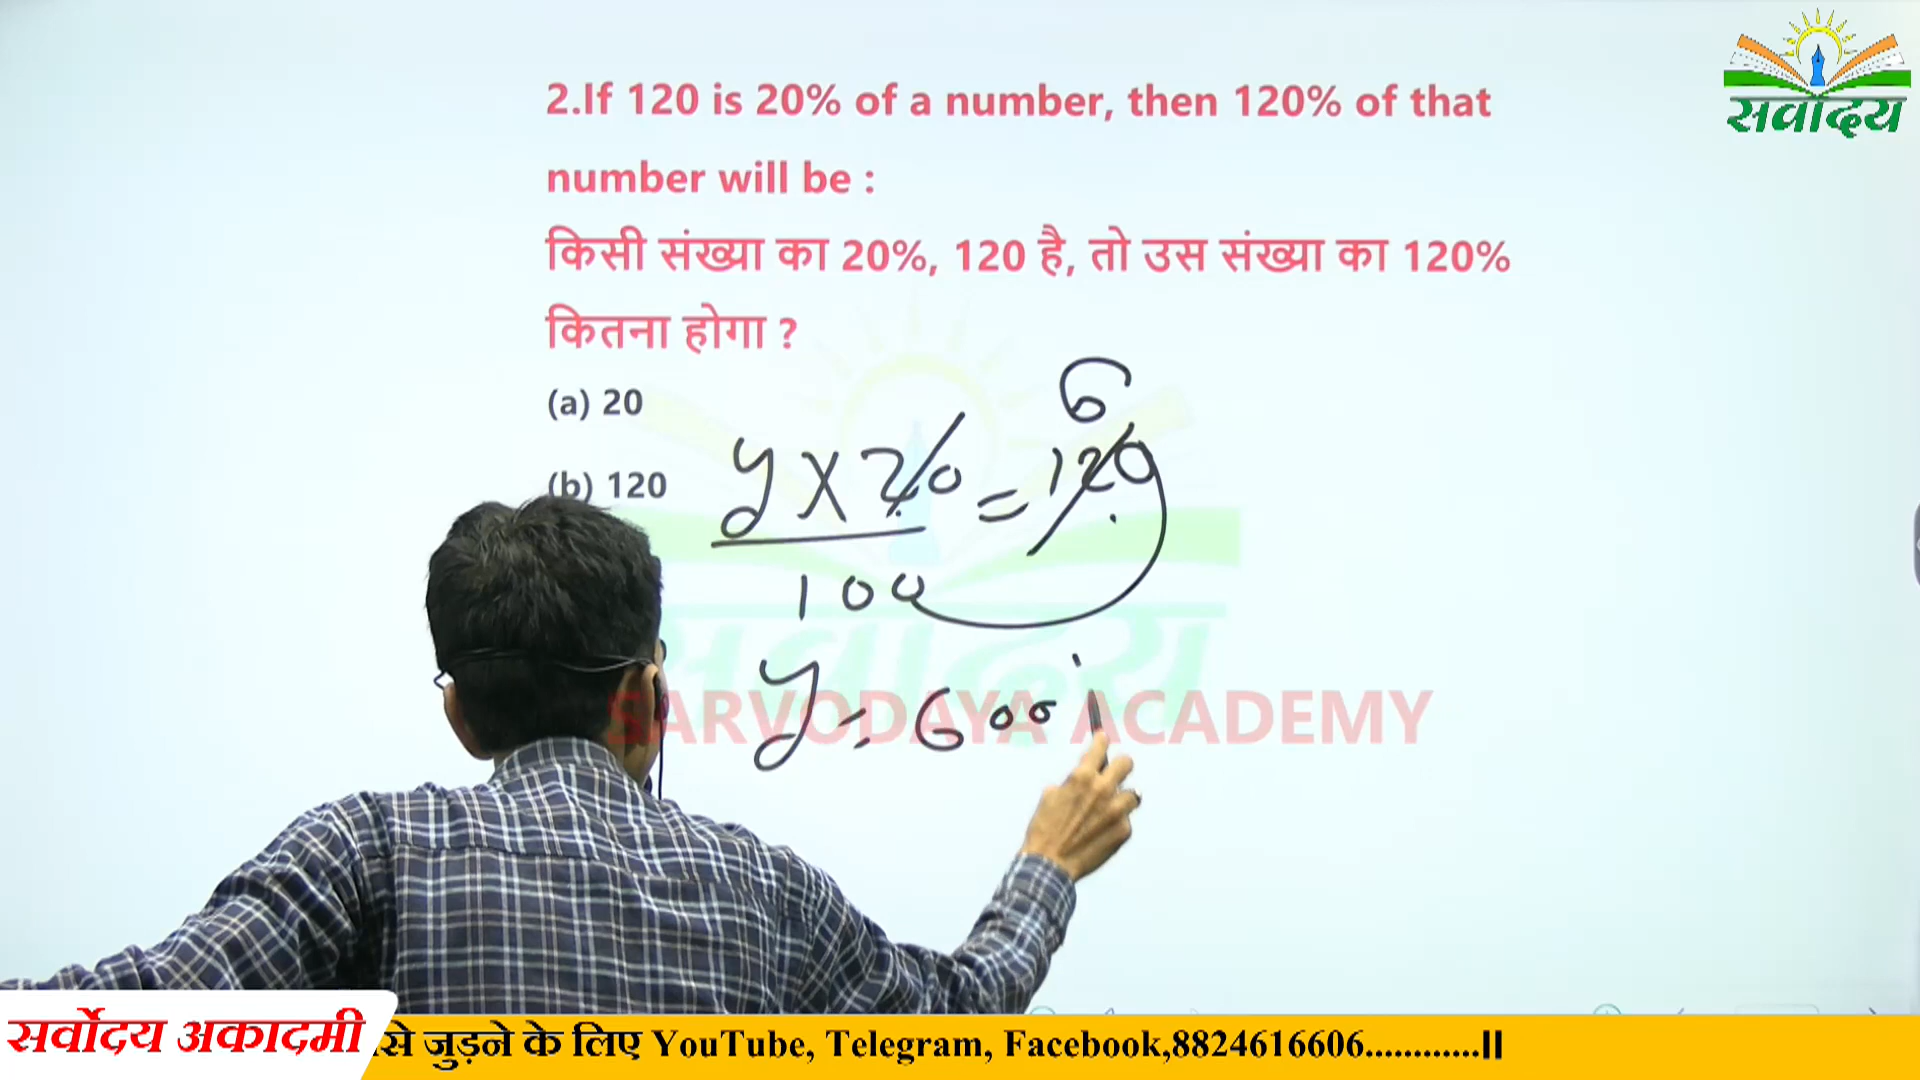 सर्वोदय
2.If 120 is 20% of a number, then 120% of that
number will be :
किसी संख्या का 20%, 120 है, तो उस संख्या का 120%
कितना होगा ?
(a) 20
6
(b) 120
y x 20 = 120
100
y = 600
SARVODAYA ACADEMY
सर्वोदय अकादमी
से जुड़ने के लिए YouTube, Telegram, Facebook,8824616606............||